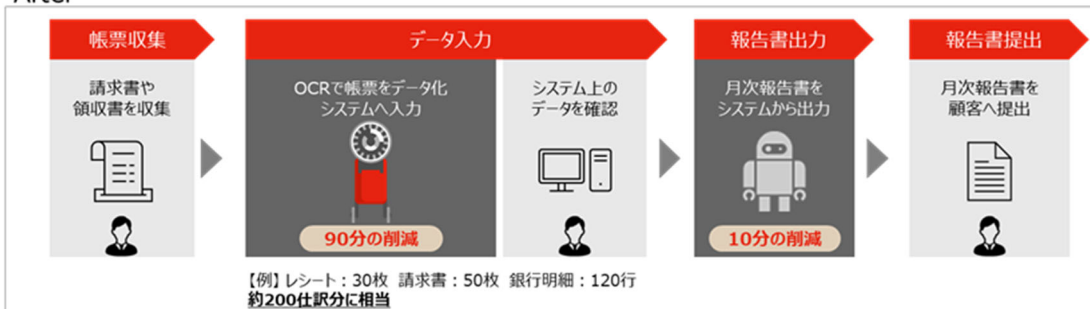 After
帳票収集
データ入力
報告書出力
報告書提出
請求書や
領収書を収集
OCRで帳票をデータ化
システムへ入力
システム上の
データを確認
月次報告書を
システムから出力
月次報告書を
顧客へ提出
90分の削減
10分の削減
【例】レシート：30枚 請求書：50枚 銀行明細：120行
約200仕訳分に相当